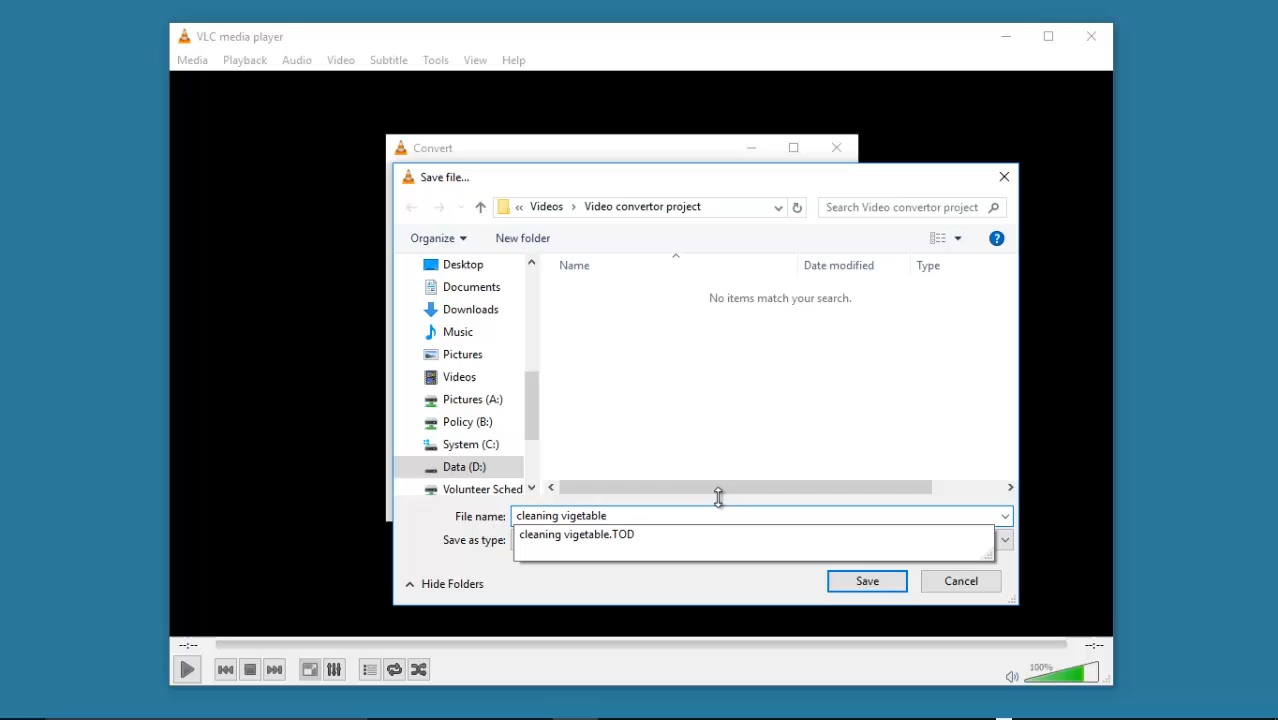 VLC media player
Media Playback Audio Video Subtitle Tools View Help
Convert
Save file...
« Videos › Video convertor project
Search Video convertor project
Organize New folder
Desktop
Documents
Downloads
Music
Pictures
Videos
Pictures (A:)
Policy (B:)
System (C:)
Data (D:)
Volunteer Sched
Name Date modified Type
No items match your search.
File name: cleaning vigetable
cleaning vigetable.TOD
Save as type:
Hide Folders
Save Cancel
--:-- --:--
100%